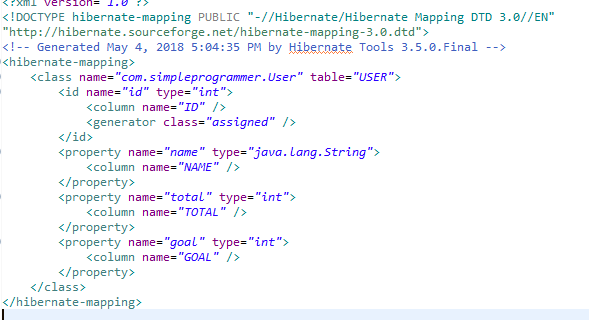 <?xml version="1.0"?>
<!DOCTYPE hibernate-mapping PUBLIC "-//Hibernate/Hibernate Mapping DTD 3.0//EN"
"http://hibernate.sourceforge.net/hibernate-mapping-3.0.dtd">
<!-- Generated May 4, 2018 5:04:35 PM by Hibernate Tools 3.5.0.Final -->
<hibernate-mapping>
    <class name="com.simpleprogrammer.User" table="USER">
        <id name="id" type="int">
            <column name="ID" />
            <generator class="assigned" />
        </id>
        <property name="name" type="java.lang.String">
            <column name="NAME" />
        </property>
        <property name="total" type="int">
            <column name="TOTAL" />
        </property>
        <property name="goal" type="int">
            <column name="GOAL" />
        </property>
    </class>
</hibernate-mapping>